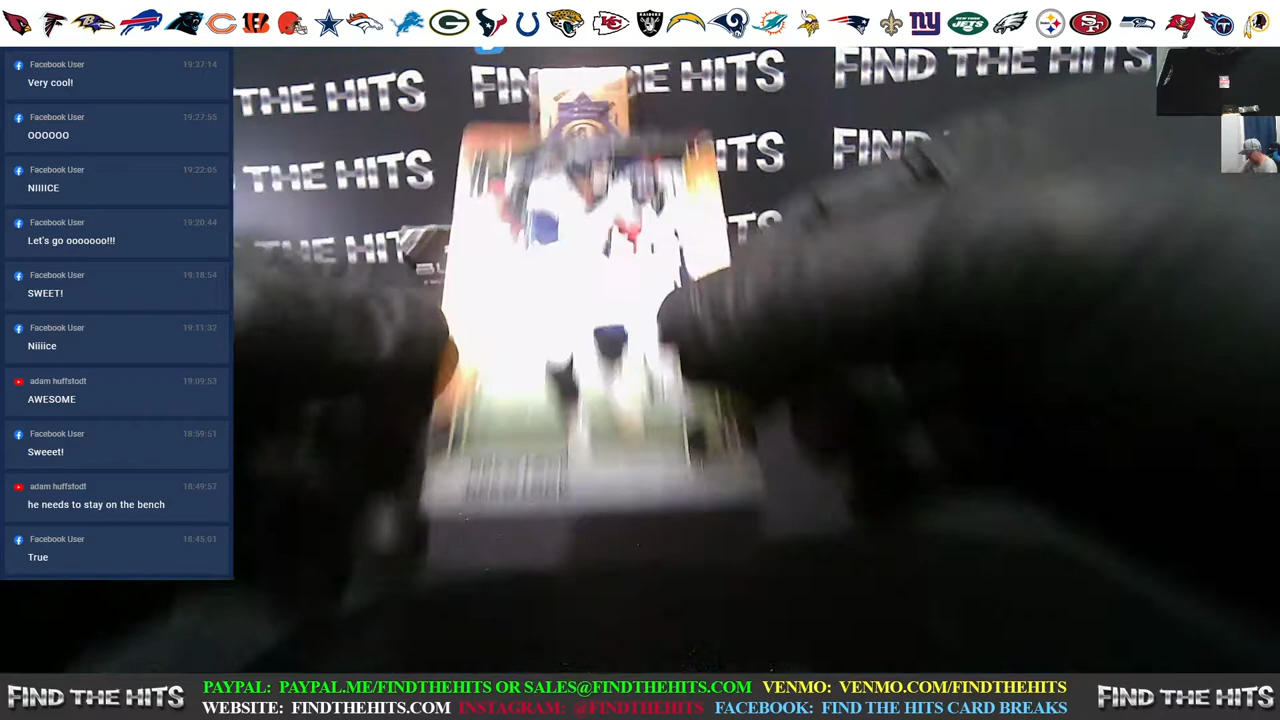 Facebook User 19:37:14
Very cool!
Facebook User 19:27:55
OOOOOO
Facebook User 19:22:05
NIIIICE
Facebook User 19:20:44
Let's go ooooooo!!!
Facebook User 19:18:54
SWEET!
Facebook User 19:11:32
Niiiice
adam huffstodt 19:09:53
AWESOME
Facebook User 18:59:51
Sweeet!
adam huffstodt 18:49:57
he needs to stay on the bench
Facebook User 18:45:01
True
THE HITS
FIND THE HITS
THE HITS
ITS
FIND
THE HIT
TS
FIND THE HITS
PAYPAL: PAYPAL.ME/FINDTHEHITS OR SALES@FINDTHEHITS.COM VENMO: VENMO.COM/FINDTHEHITS
WEBSITE: FINDTHEHITS.COM INSTAGRAM: @FINDTHEHITS FACEBOOK: FIND THE HITS CARD BREAKS
FIND THE HITS